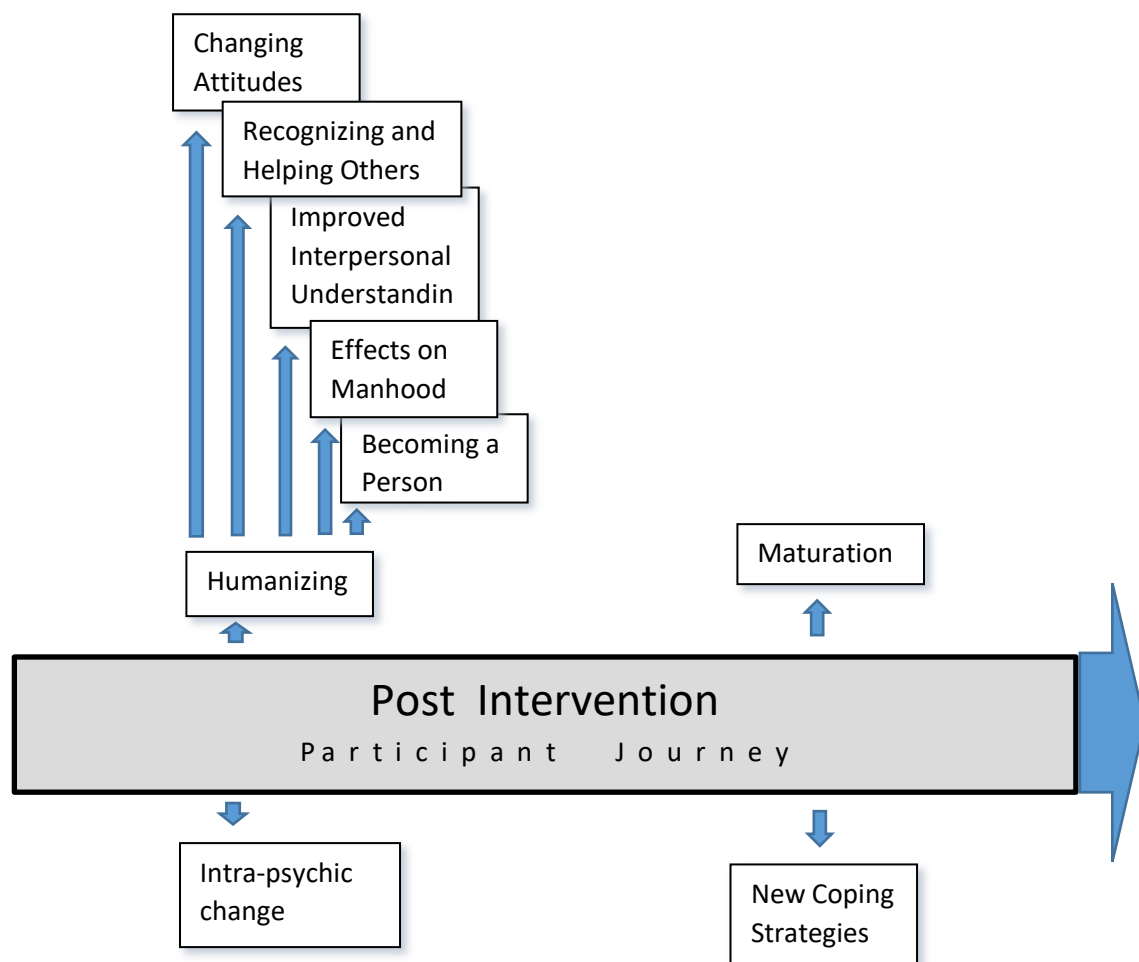 Changing
Attitudes
Recognizing and
Helping Others
Improved
Interpersonal
Understandin
Effects on
Manhood
Becoming a
Person
Humanizing
Maturation
Post Intervention
Participant Journey
Intra-psychic
change
New Coping
Strategies